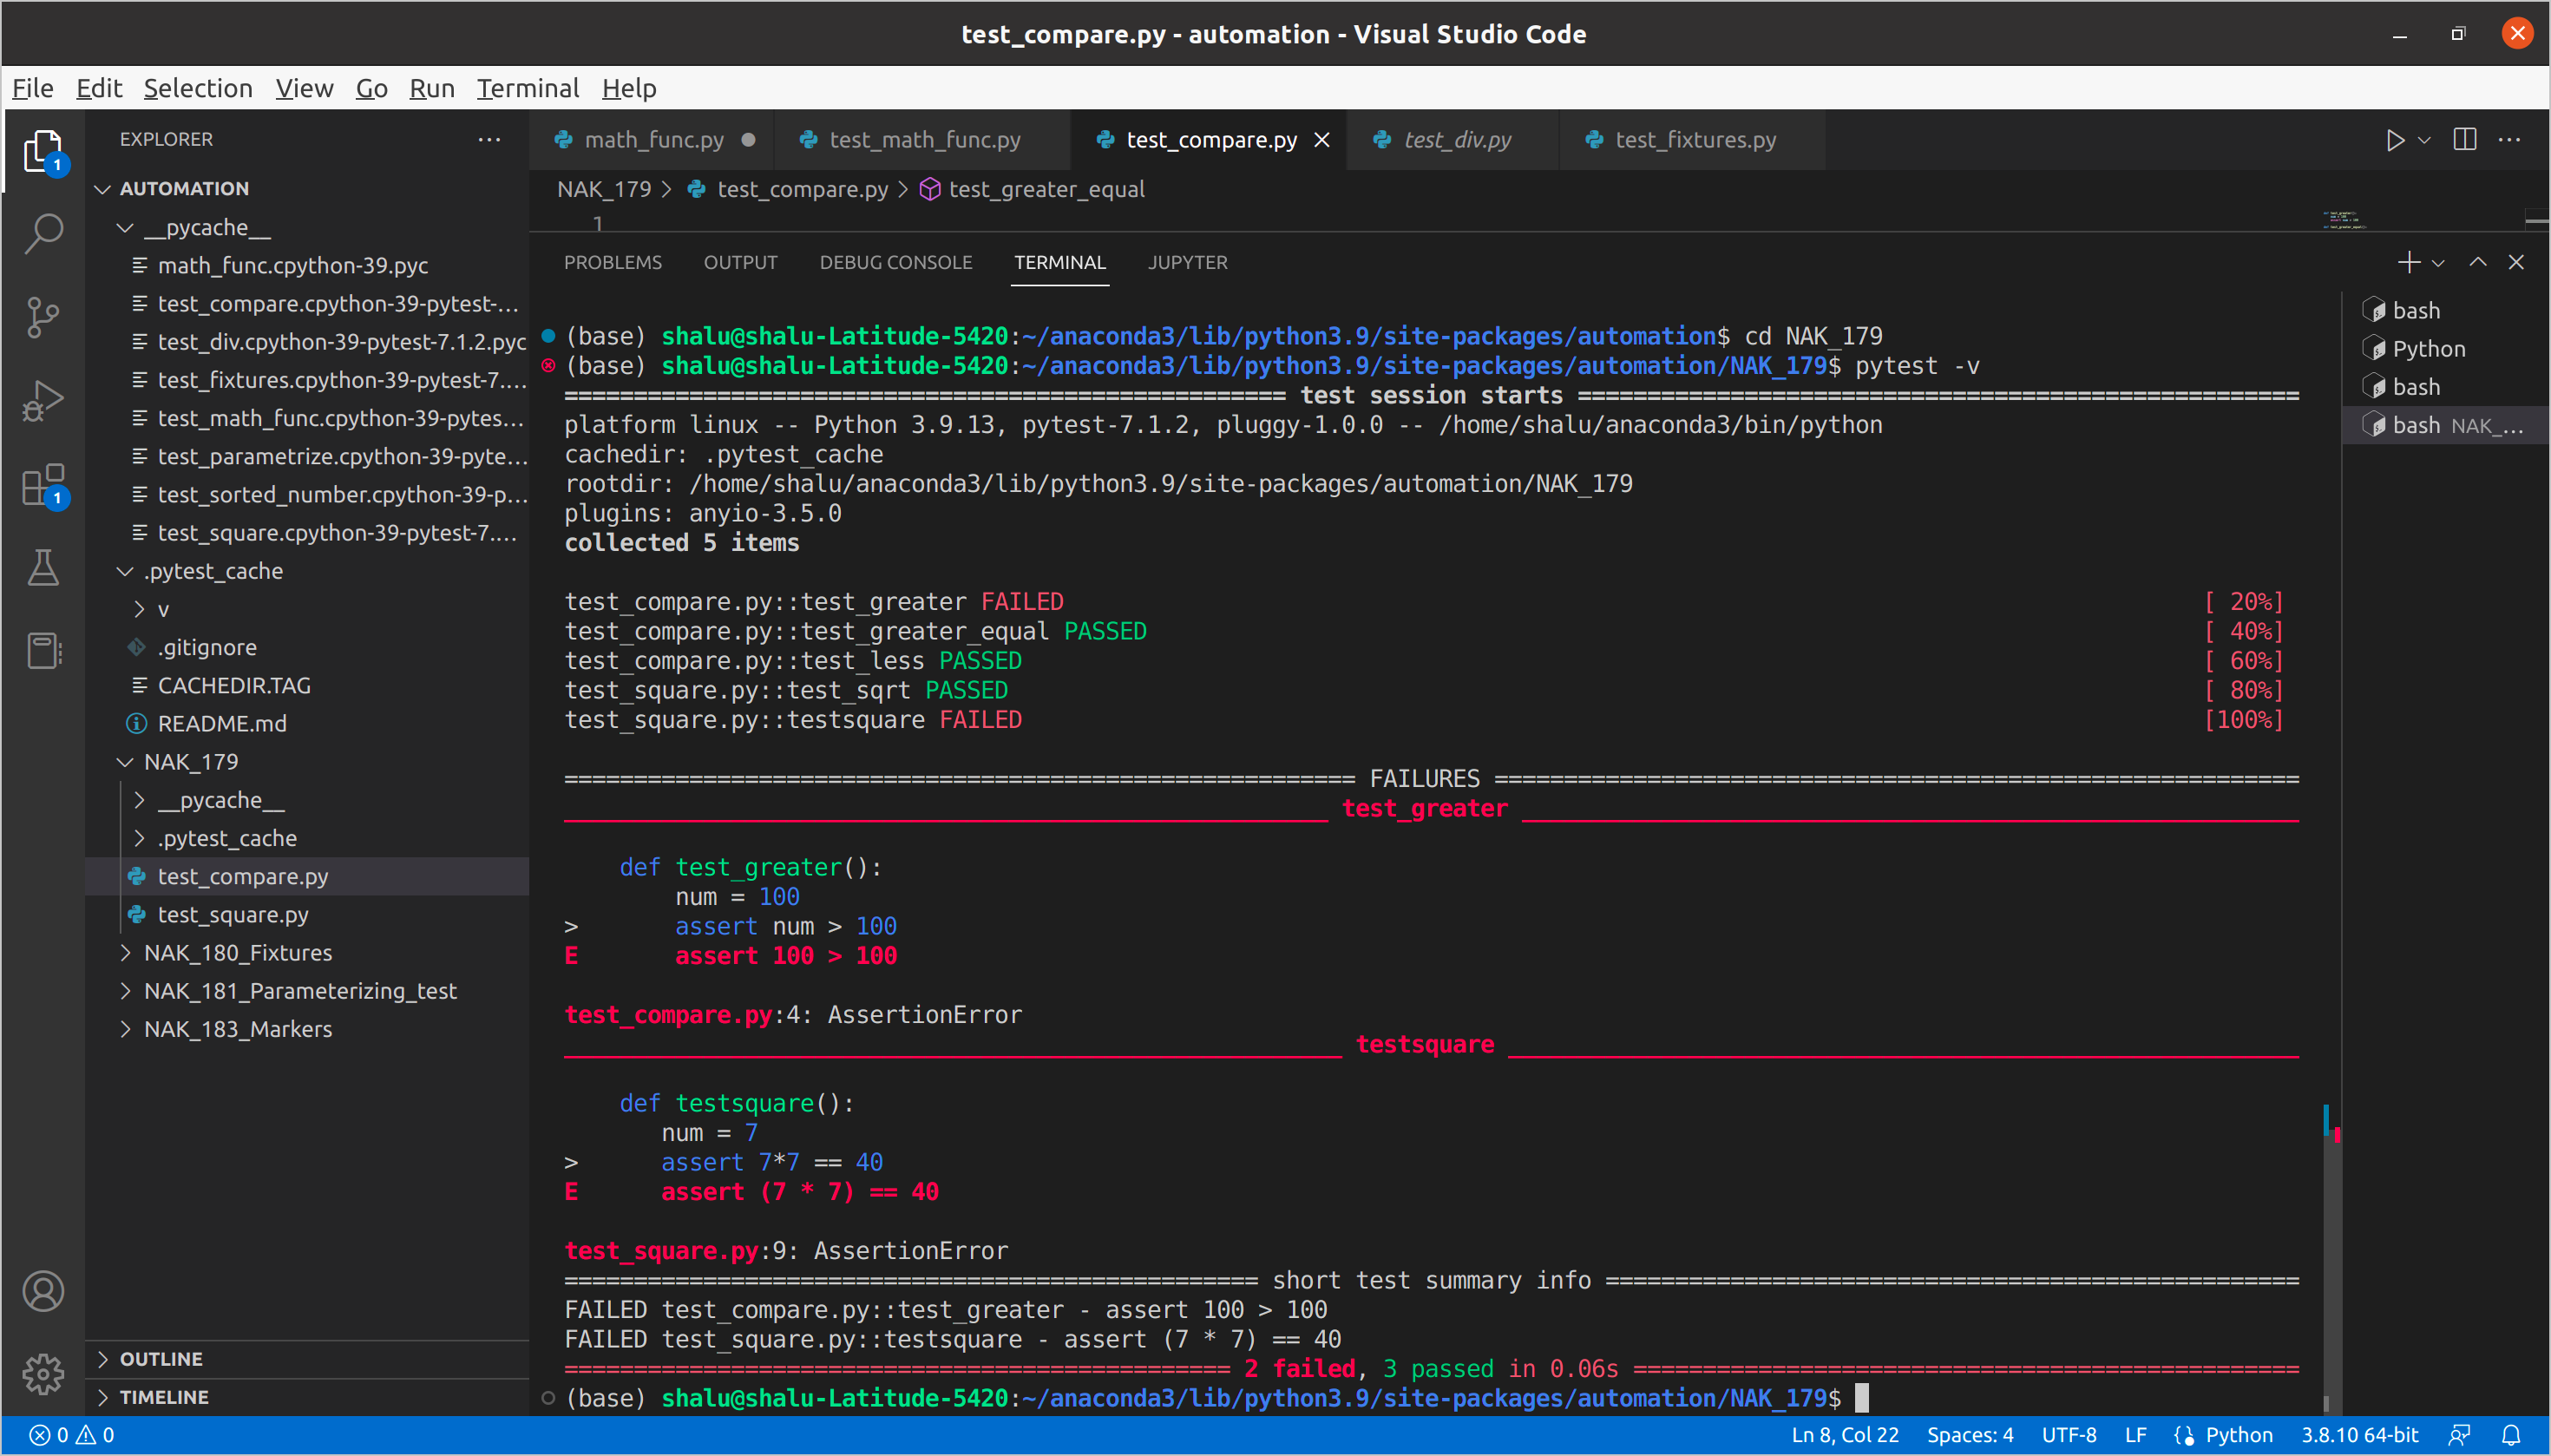 test_compare.py - automation - Visual Studio Code
File Edit Selection View Go Run Terminal Help
EXPLORER
AUTOMATION
__pycache__
math_func.cpython-39.pyc
test_compare.cpython-39-pytest-...
test_div.cpython-39-pytest-7.1.2.pyc
test_fixtures.cpython-39-pytest-7....
test_math_func.cpython-39-pytes...
test_parametrize.cpython-39-pyte...
test_sorted_number.cpython-39-p...
test_square.cpython-39-pytest-7....
.pytest_cache
v
.gitignore
CACHEDIR.TAG
README.md
NAK_179
__pycache__
.pytest_cache
test_compare.py
test_square.py
NAK_180_Fixtures
NAK_181_Parameterizing_test
NAK_183_Markers
OUTLINE
TIMELINE
1
1
math_func.py test_math_func.py test_compare.py test_div.py test_fixtures.py
NAK_179 > test_compare.py > test_greater_equal
1
PROBLEMS OUTPUT DEBUG CONSOLE TERMINAL JUPYTER
(base) shalu@shalu-Latitude-5420:~/anaconda3/lib/python3.9/site-packages/automation$ cd NAK_179
(base) shalu@shalu-Latitude-5420:~/anaconda3/lib/python3.9/site-packages/automation/NAK_179$ pytest -v
==================================================== test session starts ====================================================
platform linux -- Python 3.9.13, pytest-7.1.2, pluggy-1.0.0 -- /home/shalu/anaconda3/bin/python
cachedir: .pytest_cache
rootdir: /home/shalu/anaconda3/lib/python3.9/site-packages/automation/NAK_179
plugins: anyio-3.5.0
collected 5 items
test_compare.py::test_greater FAILED [ 20%]
test_compare.py::test_greater_equal PASSED [ 40%]
test_compare.py::test_less PASSED [ 60%]
test_square.py::test_sqrt PASSED [ 80%]
test_square.py::testsquare FAILED [100%]
========================================================= FAILURES ==========================================================
_______________________________________________________ test_greater ________________________________________________________
def test_greater():
num = 100
> assert num > 100
E assert 100 > 100
test_compare.py:4: AssertionError
________________________________________________________ testsquare _________________________________________________________
def testsquare():
num = 7
> assert 7*7 == 40
E assert (7 * 7) == 40
test_square.py:9: AssertionError
================================================== short test summary info ==================================================
FAILED test_compare.py::test_greater - assert 100 > 100
FAILED test_square.py::testsquare - assert (7 * 7) == 40
================================================ 2 failed, 3 passed in 0.06s ================================================
(base) shalu@shalu-Latitude-5420:~/anaconda3/lib/python3.9/site-packages/automation/NAK_179$
bash
Python
bash
bash NAK_...
0 0 Ln 8, Col 22 Spaces: 4 UTF-8 LF Python 3.8.10 64-bit